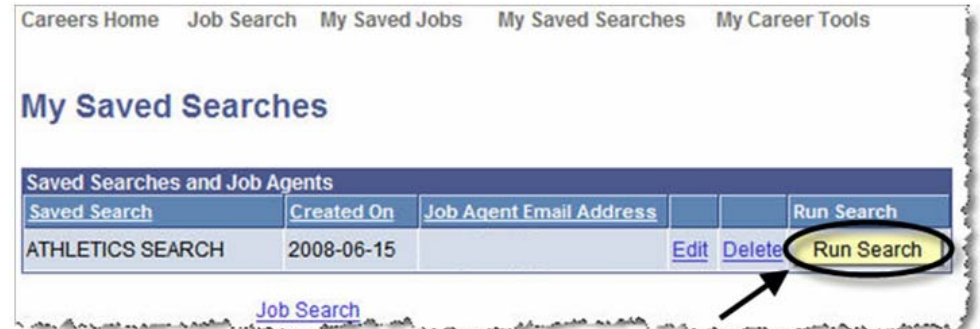 Careers Home Job Search My Saved Jobs My Saved Searches My Career Tools
My Saved Searches
Saved Searches and Job Agents
Saved Search Created On Job Agent Email Address Run Search
ATHLETICS SEARCH 2008-06-15 Edit Delete Run Search
Job Search